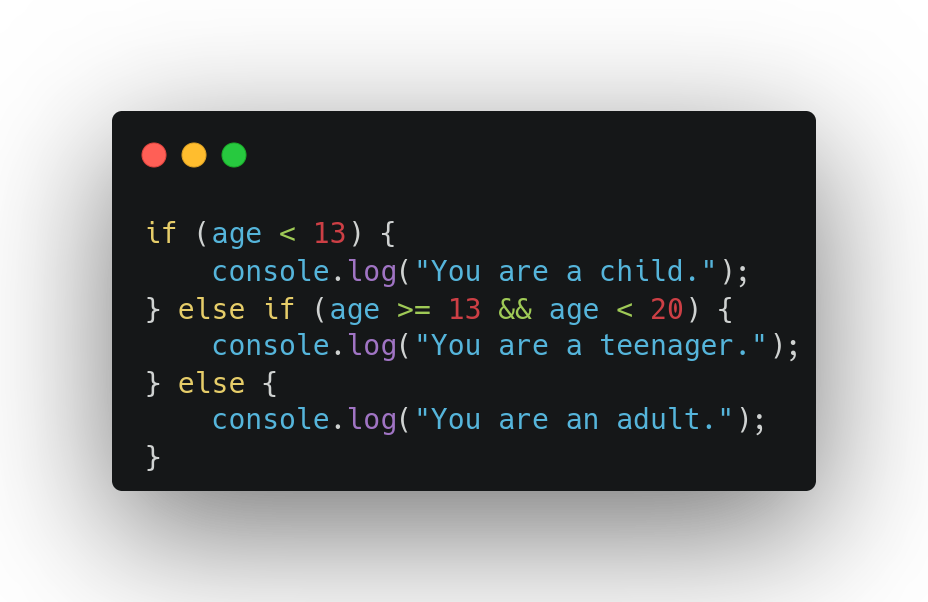 if (age < 13) {
    console.log("You are a child.");
} else if (age >= 13 && age < 20) {
    console.log("You are a teenager.");
} else {
    console.log("You are an adult.");
}